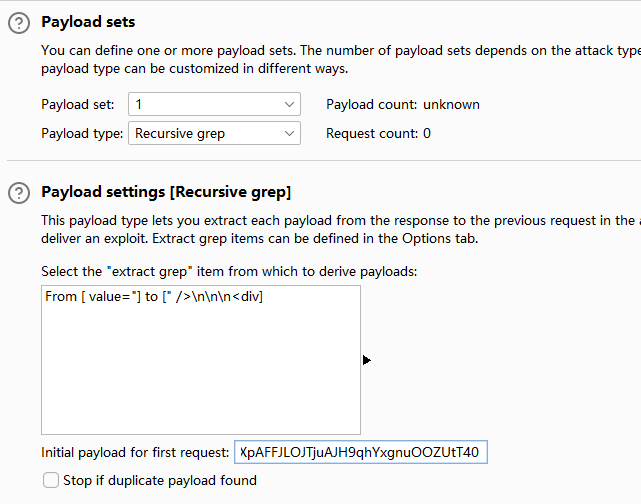 Payload sets
You can define one or more payload sets. The number of payload sets depends on the attack type
payload type can be customized in different ways.
Payload set: 1 Payload count: unknown
Payload type: Recursive grep Request count: 0
Payload settings [Recursive grep]
This payload type lets you extract each payload from the response to the previous request in the
deliver an exploit. Extract grep items can be defined in the Options tab.
Select the "extract grep" item from which to derive payloads:
From [ value="] to [" />\n\n\n<div]
Initial payload for first request: XpAFFJLOJTjuAJH9qhYxgnuOOZUtT40
Stop if duplicate payload found